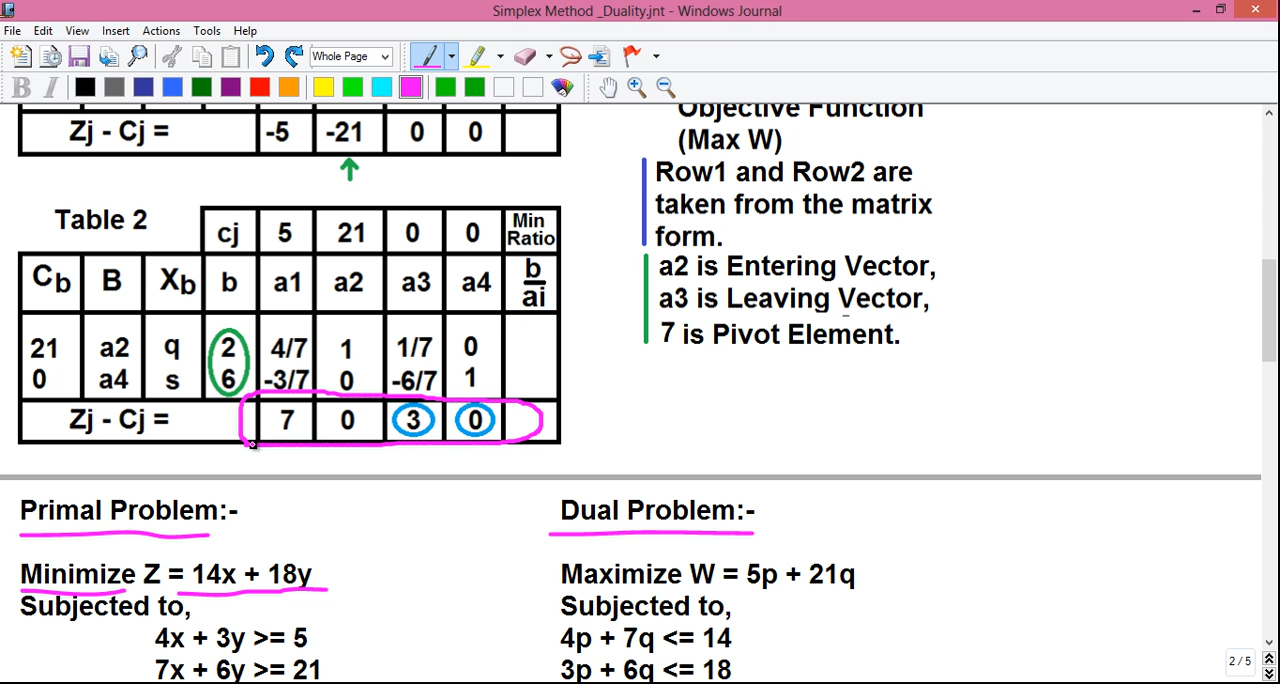 Simplex Method _Duality.jnt - Windows Journal
File Edit View Insert Actions Tools Help
Whole Page
B I
Zj - Cj = -5 -21 0 0
Table 2 cj 5 21 0 0 Min Ratio
Cb B Xb b a1 a2 a3 a4 b/ai
21 a2 q 2 4/7 1 1/7 0
0 a4 s 6 -3/7 0 -6/7 1
Zj - Cj = 7 0 3 0
Objective Function
(Max W)
Row1 and Row2 are
taken from the matrix
form.
a2 is Entering Vector,
a3 is Leaving Vector,
7 is Pivot Element.
Primal Problem:-
Minimize Z = 14x + 18y
Subjected to,
4x + 3y >= 5
7x + 6y >= 21
Dual Problem:-
Maximize W = 5p + 21q
Subjected to,
4p + 7q <= 14
3p + 6q <= 18
2/5